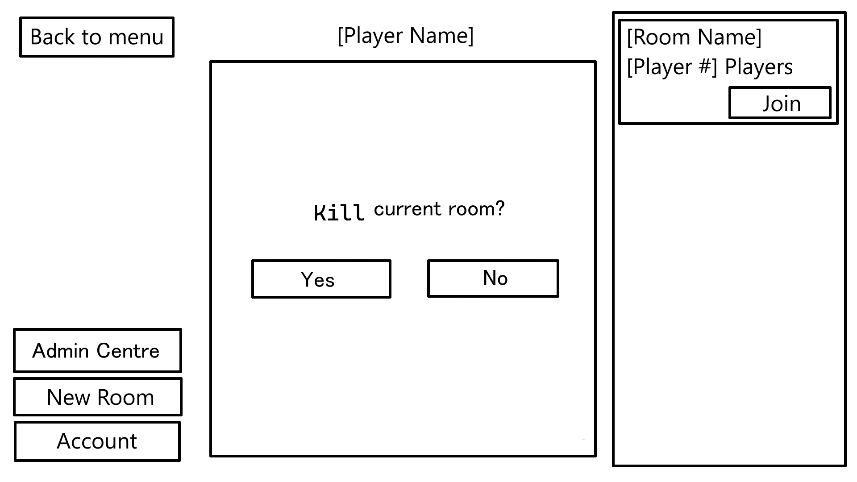 Back to menu
[Player Name]
[Room Name]
[Player #] Players
Join
Kill current room?
Yes
No
Admin Centre
New Room
Account